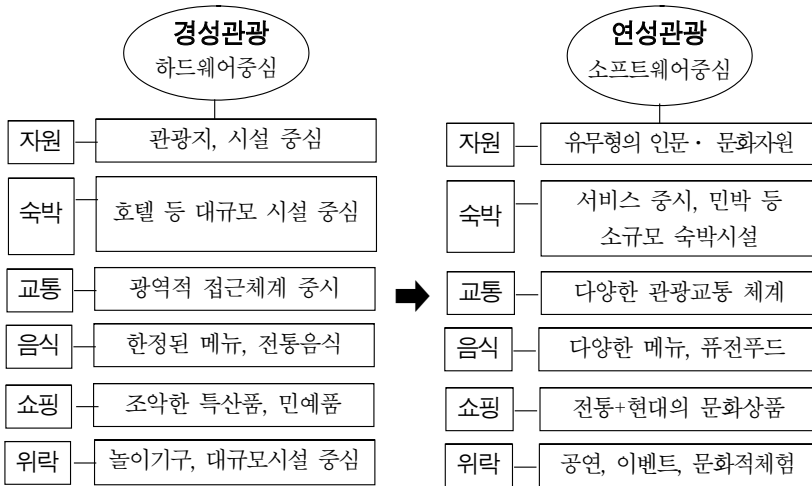 경성관광
하드웨어중심
자원 관광지, 시설 중심
숙박 호텔 등 대규모 시설 중심
교통 광역적 접근체계 중시
음식 한정된 메뉴, 전통음식
쇼핑 조악한 특산품, 민예품
위락 놀이기구, 대규모시설 중심
연성관광
소프트웨어중심
자원 유무형의 인문· 문화자원
숙박 서비스 중시, 민박 등
소규모 숙박시설
교통 다양한 관광교통 체계
음식 다양한 메뉴, 퓨전푸드
쇼핑 전통+현대의 문화상품
위락 공연, 이벤트, 문화적체험